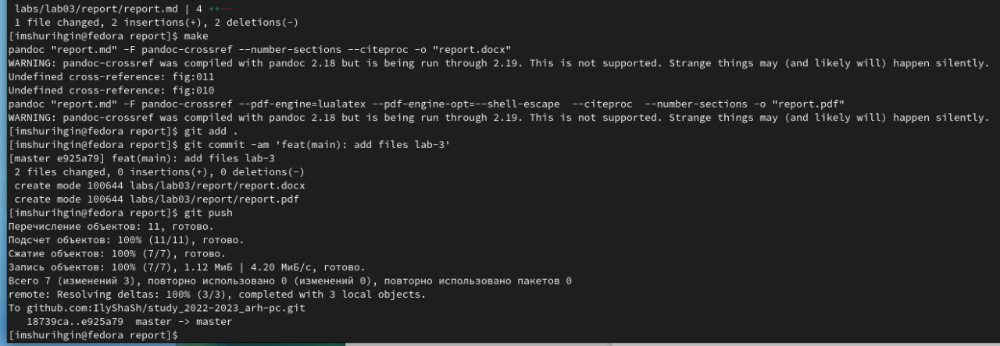 labs/lab03/report/report.md | 4 ++--
1 file changed, 2 insertions(+), 2 deletions(-)
[imshurihgin@fedora report]$ make
pandoc "report.md" -F pandoc-crossref --number-sections --citeproc -o "report.docx"
WARNING: pandoc-crossref was compiled with pandoc 2.18 but is being run through 2.19. This is not supported. Strange things may (and likely will) happen silently.
Undefined cross-reference: fig:011
Undefined cross-reference: fig:010
pandoc "report.md" -F pandoc-crossref --pdf-engine=lualatex --pdf-engine-opt=--shell-escape  --citeproc  --number-sections -o "report.pdf"
WARNING: pandoc-crossref was compiled with pandoc 2.18 but is being run through 2.19. This is not supported. Strange things may (and likely will) happen silently.
[imshurihgin@fedora report]$ git add .
[imshurihgin@fedora report]$ git commit -am 'feat(main): add files lab-3'
[master e925a79] feat(main): add files lab-3
2 files changed, 0 insertions(+), 0 deletions(-)
create mode 100644 labs/lab03/report/report.docx
create mode 100644 labs/lab03/report/report.pdf
[imshurihgin@fedora report]$ git push
Перечисление объектов: 11, готово.
Подсчет объектов: 100% (11/11), готово.
Сжатие объектов: 100% (7/7), готово.
Запись объектов: 100% (7/7), 1.12 МиБ | 4.20 МиБ/с, готово.
Всего 7 (изменений 3), повторно использовано 0 (изменений 0), повторно использовано пакетов 0
remote: Resolving deltas: 100% (3/3), completed with 3 local objects.
To github.com:IlyShaSh/study_2022-2023_arh-pc.git
18739ca..e925a79  master -> master
[imshurihgin@fedora report]$